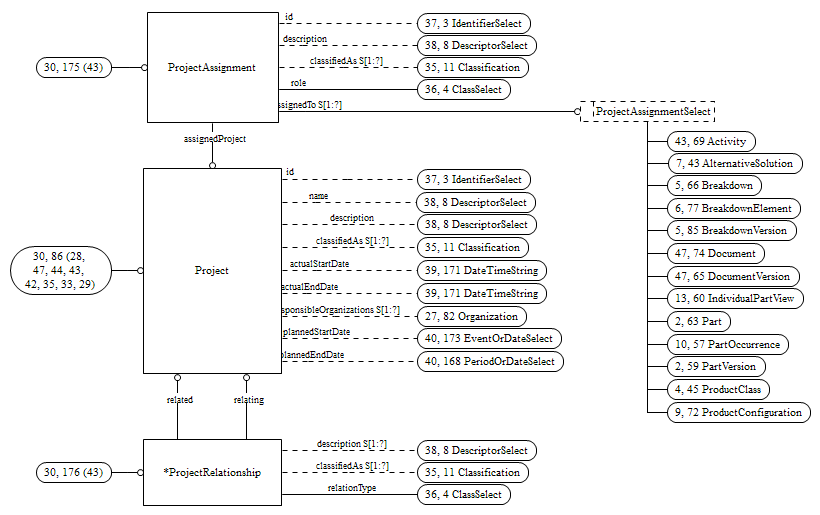 id
37, 3 IdentifierSelect
description
38, 8 DescriptorSelect
30, 175 (43)
ProjectAssignment
classifiedAs S[1:?]
35, 11 Classification
role
36, 4 ClassSelect
ssignedTo S[1:?]
ProjectAssignmentSelect
assignedProject
43, 69 Activity
7, 43 AlternativeSolution
5, 66 Breakdown
6, 77 BreakdownElement
5, 85 BreakdownVersion
47, 74 Document
47, 65 DocumentVersion
13, 60 IndividualPartView
2, 63 Part
10, 57 PartOccurrence
2, 59 PartVersion
4, 45 ProductClass
9, 72 ProductConfiguration
id
37, 3 IdentifierSelect
name
38, 8 DescriptorSelect
description
38, 8 DescriptorSelect
classifiedAs S[1:?]
35, 11 Classification
30, 86 (28,
47, 44, 43,
42, 35, 33, 29)
Project
actualStartDate
39, 171 DateTimeString
actualEndDate
39, 171 DateTimeString
sponsibleOrganizations S[1:?]
27, 82 Organization
plannedStartDate
40, 173 EventOrDateSelect
plannedEndDate
40, 168 PeriodOrDateSelect
related
relating
description S[1:?]
38, 8 DescriptorSelect
30, 176 (43)
*ProjectRelationship
classifiedAs S[1:?]
35, 11 Classification
relationType
36, 4 ClassSelect